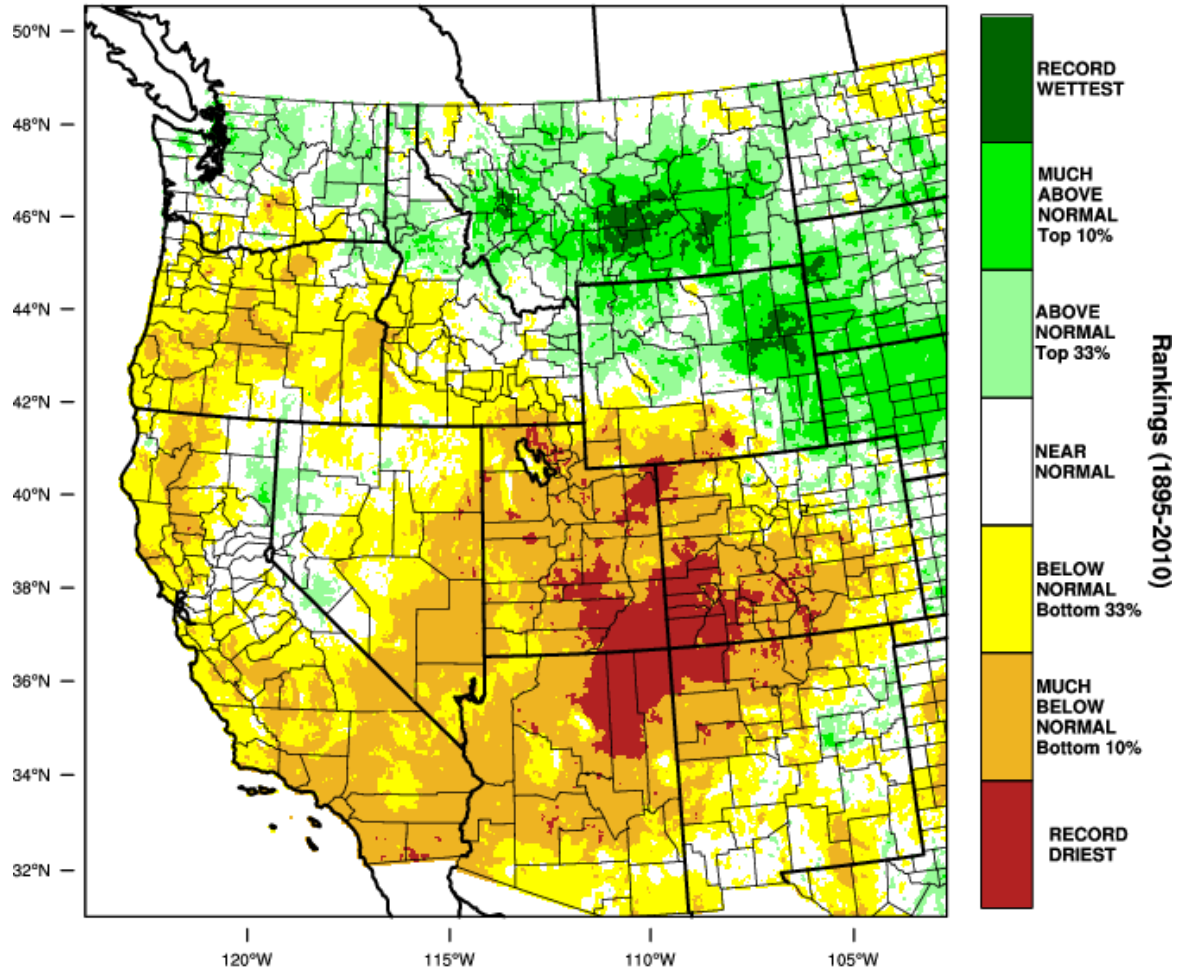 50°N
48°N
46°N
44°N
42°N
40°N
38°N
36°N
34°N
32°N
120°W
115°W
110°W
105°W
RECORD
WETTEST
MUCH
ABOVE
NORMAL
Top 10%
ABOVE
NORMAL
Top 33%
NEAR
NORMAL
BELOW
NORMAL
Bottom 33%
MUCH
BELOW
NORMAL
Bottom 10%
RECORD
DRIEST
Rankings (1895-2010)